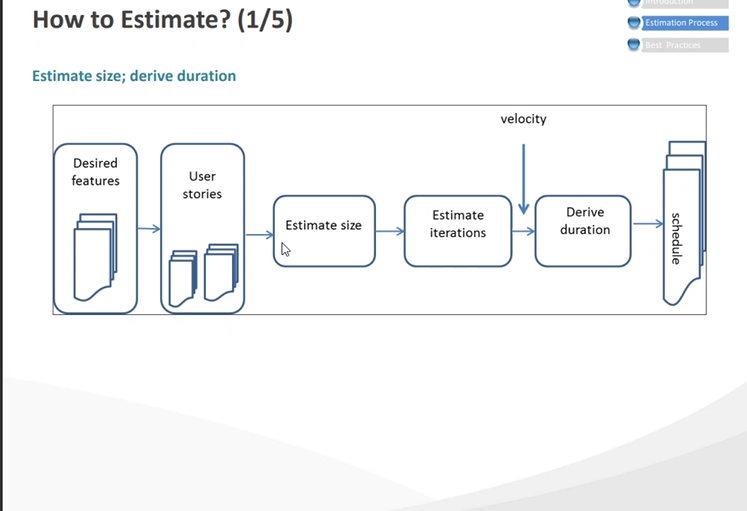 How to Estimate? (1/5)
Introduction
Estimation Process
Best Practices
Estimate size; derive duration
velocity
Desired
features
User
stories
Estimate size
Estimate
iterations
Derive
duration
schedule